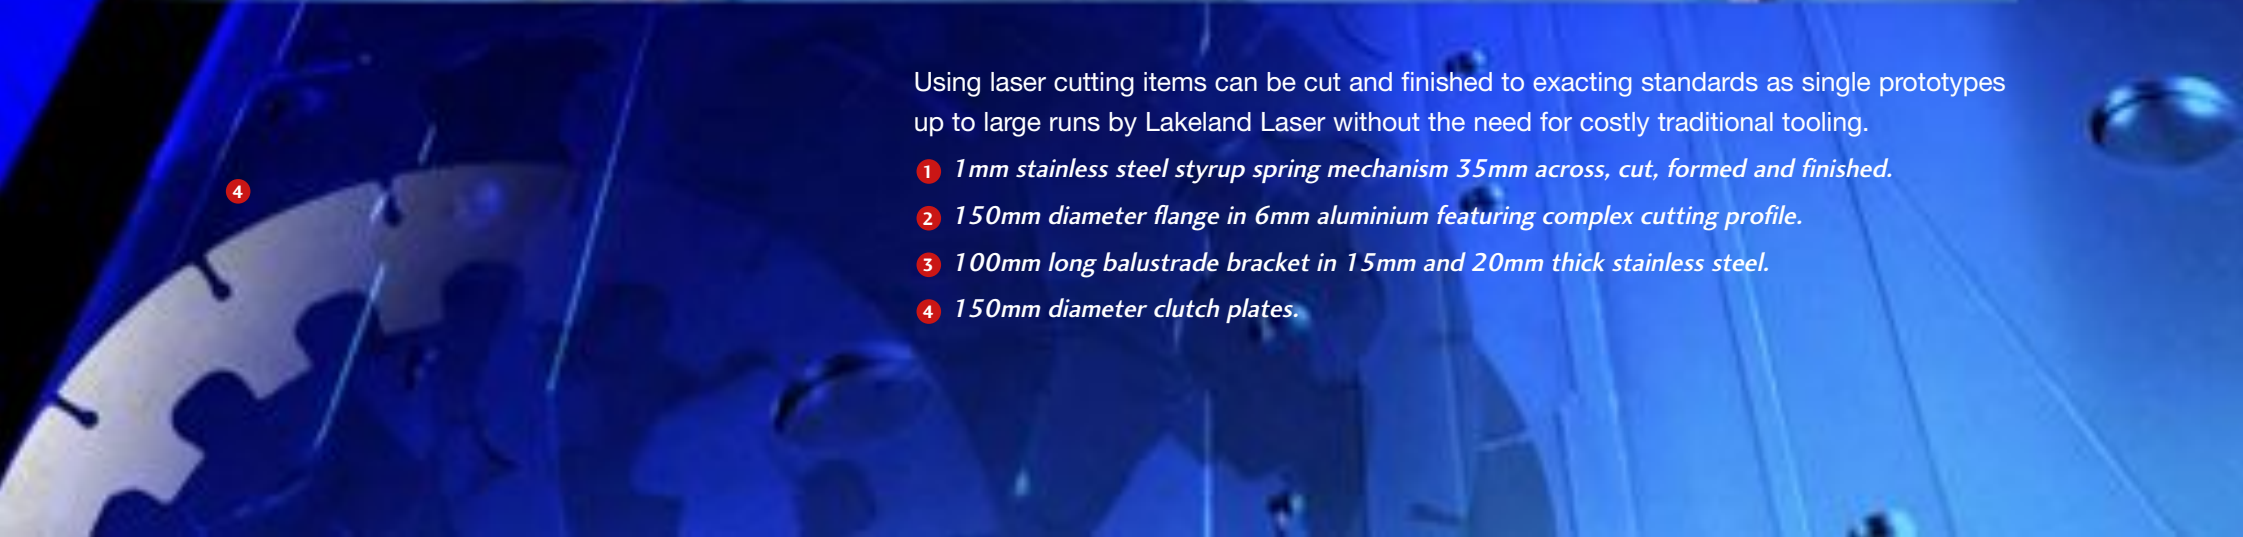 Using laser cutting items can be cut and finished to exacting standards as single prototypes
up to large runs by Lakeland Laser without the need for costly traditional tooling.
1 1mm stainless steel styrup spring mechanism 35mm across, cut, formed and finished.
2 150mm diameter flange in 6mm aluminium featuring complex cutting profile.
3 100mm long balustrade bracket in 15mm and 20mm thick stainless steel.
4 150mm diameter clutch plates.
4